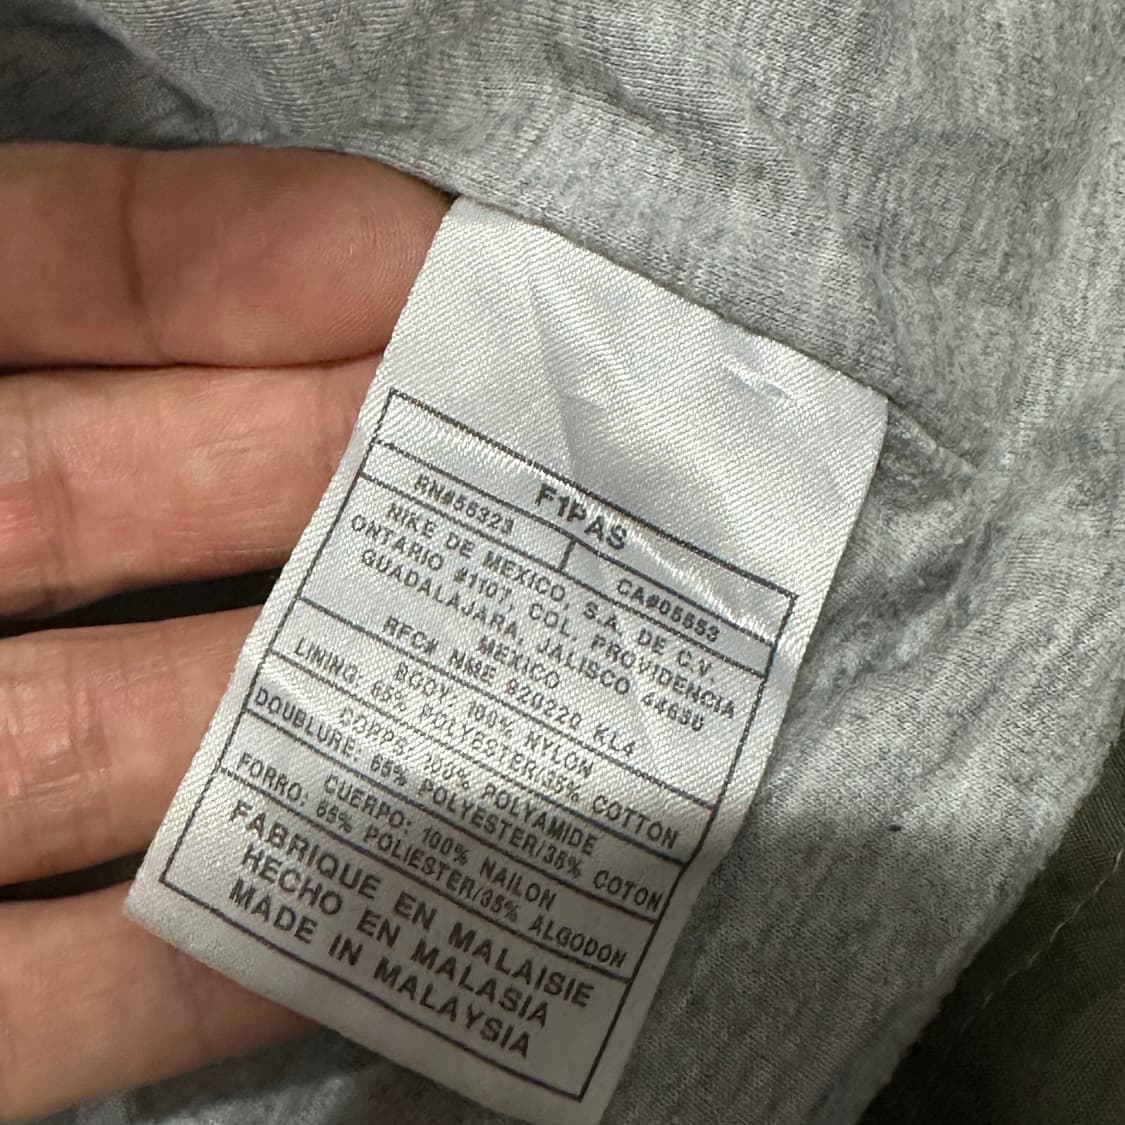 F1PAS
RN#56323 CA#05553
NIKE DE MEXICO, S.A. DE C.V.
ONTARIO #1107, COL. PROVIDENCIA
GUADALAJARA, JALISCO 44630
MEXICO
RFC# NME 920220 KL4
BODY: 100% NYLON
LINING: 65% POLYESTER/35% COTTON
CORPS: 100% POLYAMIDE
DOUBLURE: 65% POLYESTER/35% COTON
CUERPO: 100% NAILON
FORRO: 65% POLIESTER/35% ALGODON
FABRIQUE EN MALAISIE
HECHO EN MALASIA
MADE IN MALAYSIA